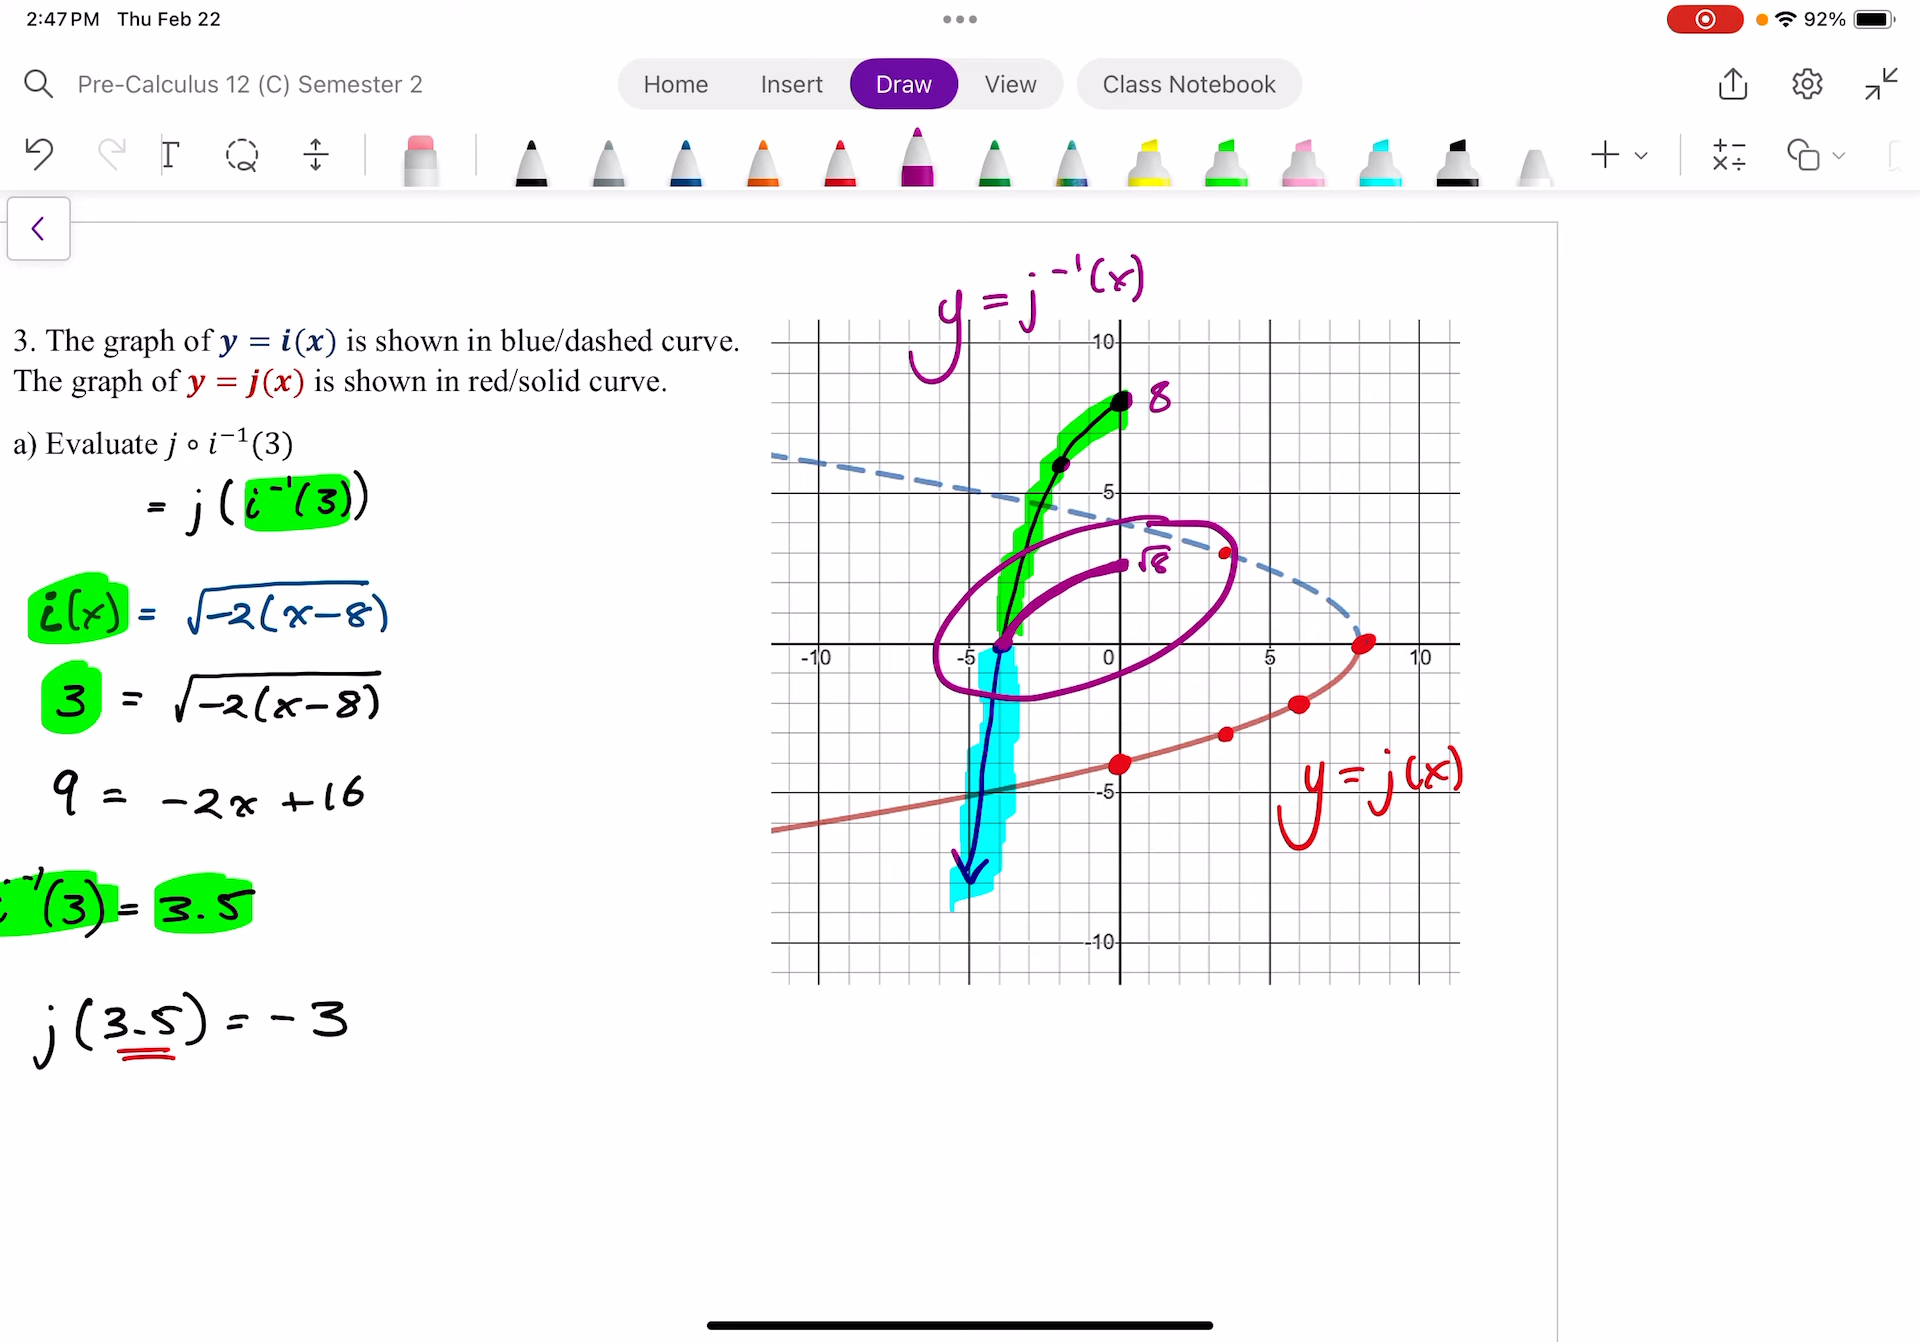 2:47 PM Thu Feb 22
92%
Pre-Calculus 12 (C) Semester 2
Home Insert Draw View Class Notebook
y = j⁻¹(x)
3. The graph of y = i(x) is shown in blue/dashed curve.
The graph of y = j(x) is shown in red/solid curve.
a) Evaluate j ∘ i⁻¹(3)
= j(i⁻¹(3))
i(x) = √-2(x-8)
3 = √-2(x-8)
9 = -2x +16
i⁻¹(3) = 3.5
j(3.5) = -3
10
8
5
√8
-10 -5 0 5 10
y = j(x)
-5
-10